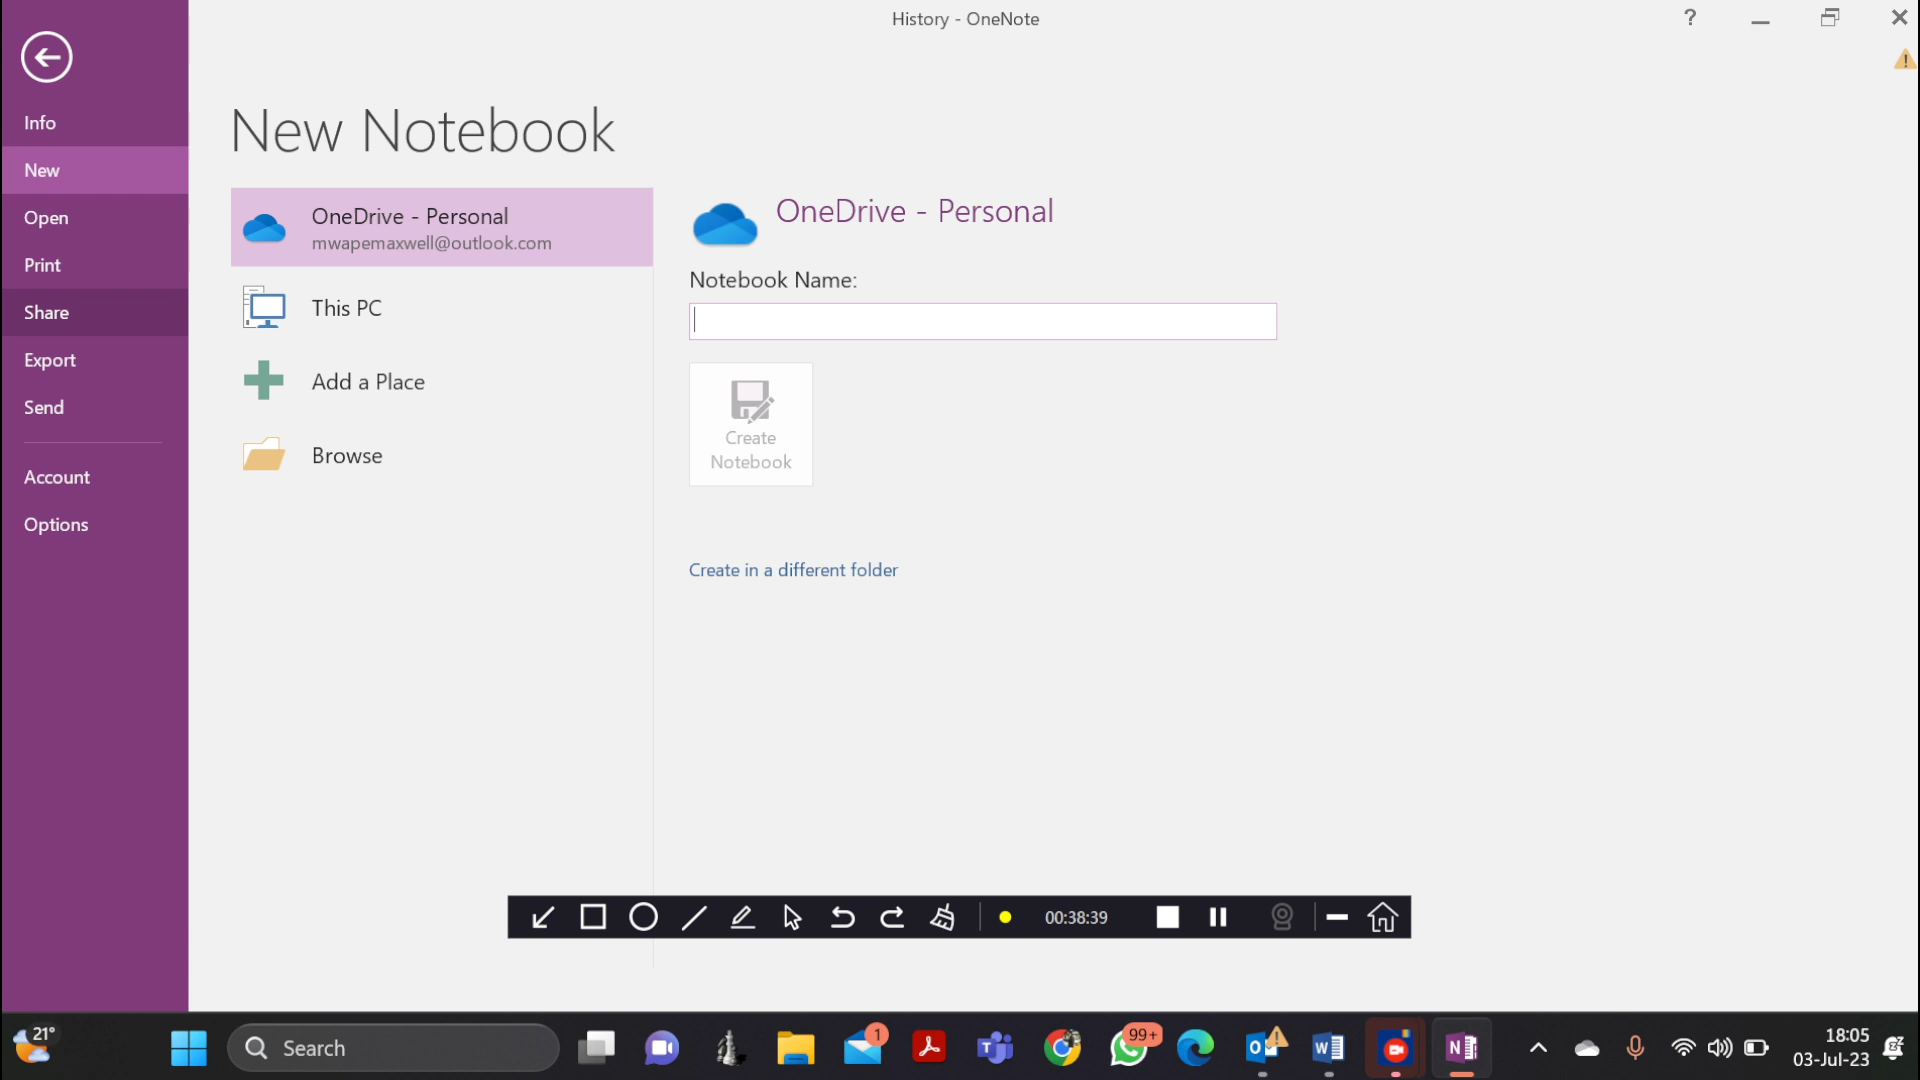 History - OneNote
?
Info
New
Open
Print
Share
Export
Send
Account
Options
New Notebook
OneDrive - Personal
mwapemaxwell@outlook.com
This PC
Add a Place
Browse
OneDrive - Personal
Notebook Name:
Create
Notebook
Create in a different folder
00:38:39
21°
Search
1
99+
18:05
03-Jul-23